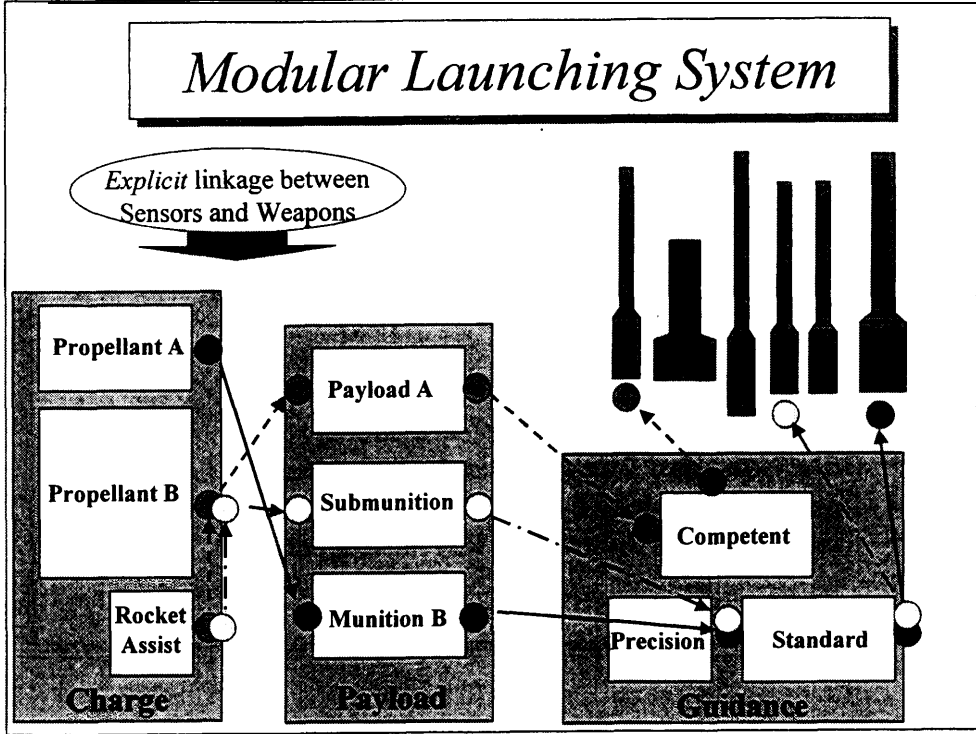 Modular Launching System
Explicit linkage between
Sensors and Weapons
Propellant A
Propellant B
Rocket
Assist
Charge
Payload A
Submunition
Munition B
Payload
Competent
Precision
Standard
Guidance